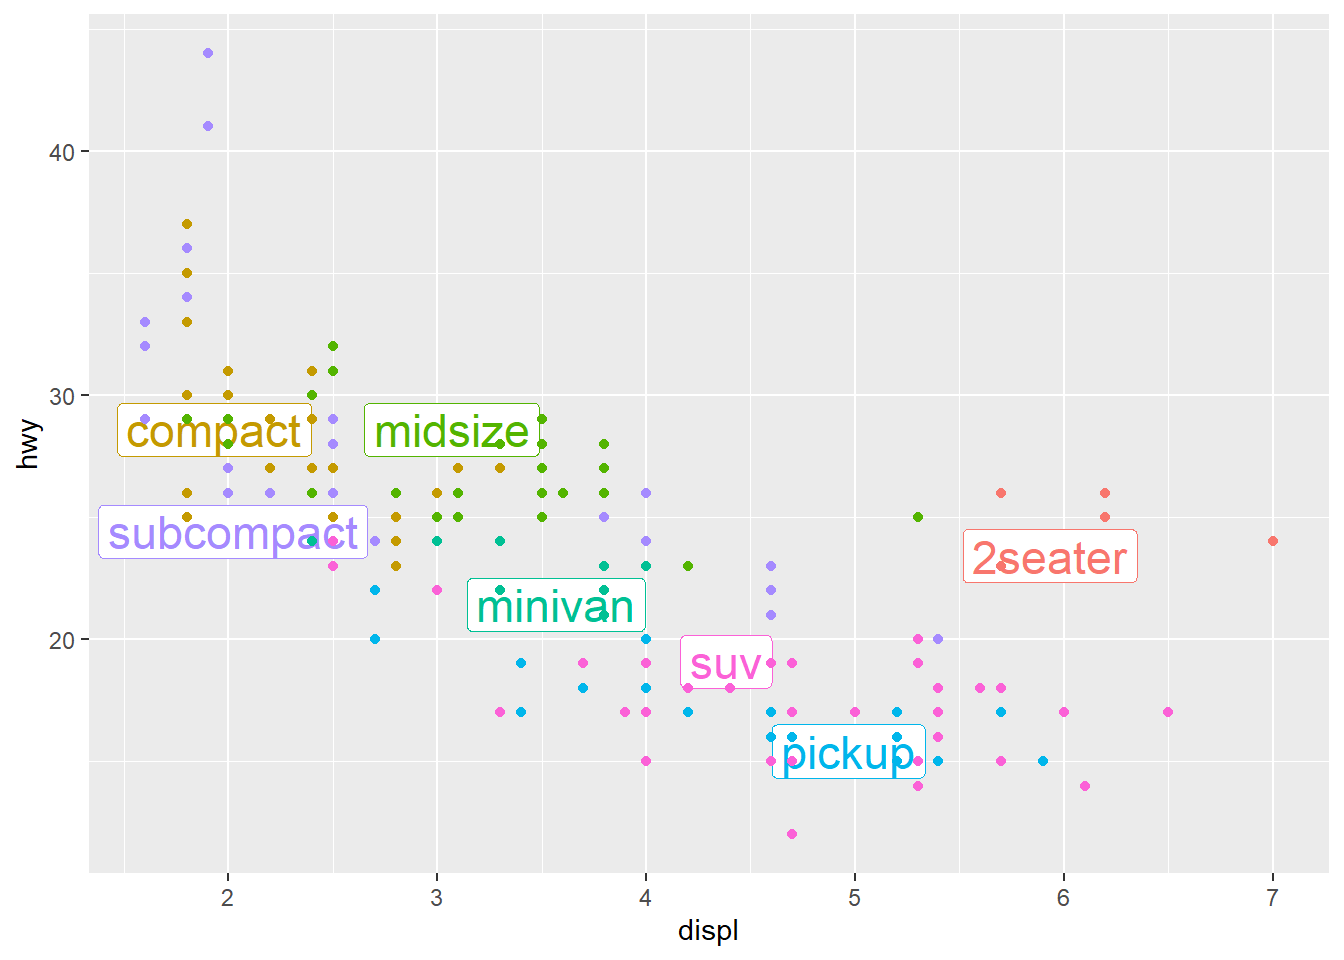 hwy
40
30
20
compact
midsize
subcompact
2seater
minivan
suv
pickup
2
3
4
5
6
7
displ